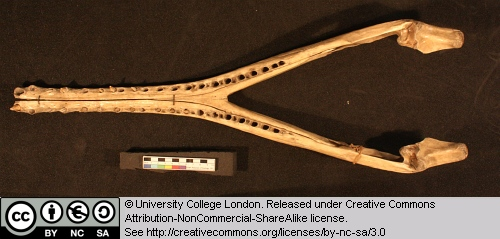 © University College London. Released under Creative Commons
Attribution-NonCommercial-ShareAlike license.
See http://creativecommons.org/licenses/by-nc-sa/3.0
cc
BY NC SA